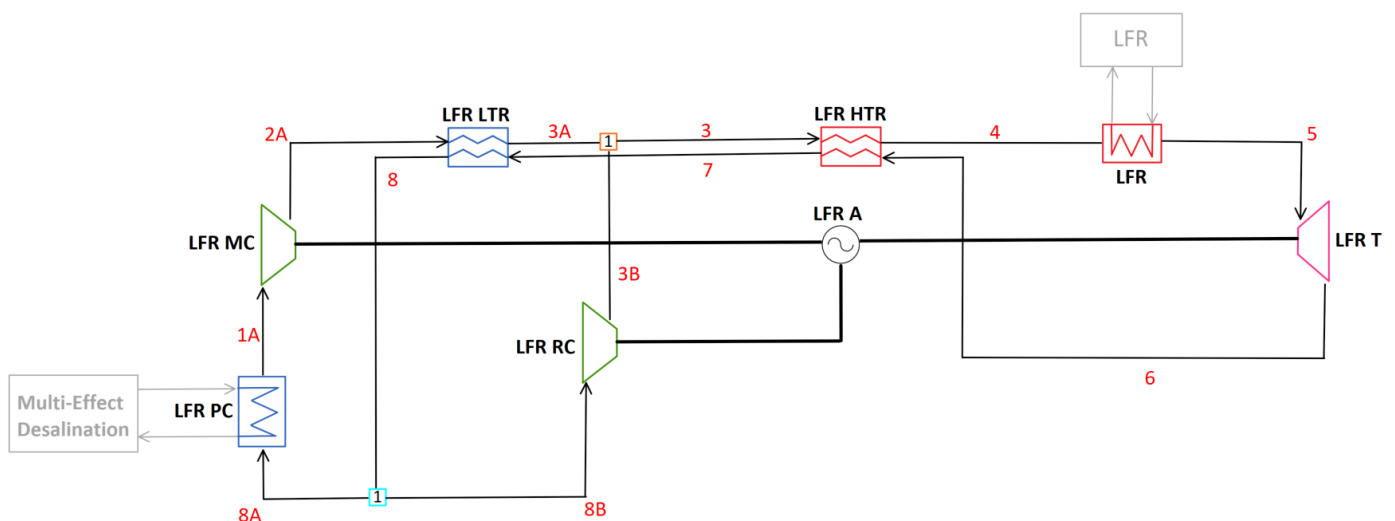 LFR
LFR LTR
LFR HTR
2A
3A
1
3
4
5
8
7
LFR
LFR A
LFR MC
LFR T
3B
1A
LFR RC
6
Multi-Effect
Desalination
LFR PC
8A
1
8B